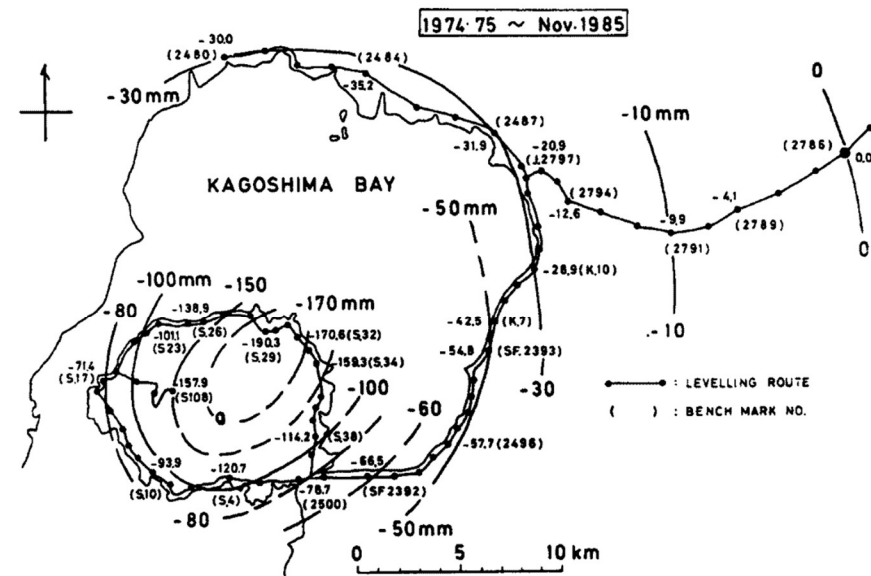 1974·75 ~ Nov.1985
-30.0
(2480)
(2484)
-30mm
-35.2
(2487)
-31.9
-20.9
(J.2797)
-10mm
0
(2786)
0.0
(2794)
-12.6
-4.1
-9.9
(2789)
(2791)
0
KAGOSHIMA BAY
-50mm
-28.9(K.10)
-10
-100mm
-150
-80
-138.9
-170mm
-101.1
(S.26)
(S.23)
-190.3
(S.29)
-170.6(S.32)
-42.5
(K.7)
-159.3(S.34)
-54.8
(SF.2393)
-71.4
(S.17)
-157.9
(S108)
-100
-30
: LEVELLING ROUTE
-60
( ) : BENCH MARK NO.
-114.2
(S.38)
-57.7(2496)
-93.9
-120.7
-66.5
(S.10)
(S.4)
-78.7
(SF2392)
(2500)
-80
-50mm
0 5 10 km